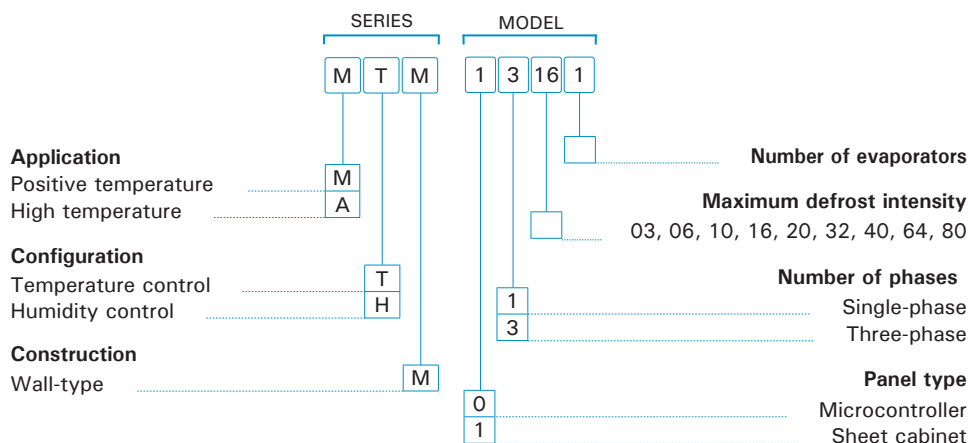 SERIES MODEL
M T M 1 3 16 1
Application
Positive temperature M
High temperature A
Configuration
Temperature control T
Humidity control H
Construction
Wall-type M
Number of evaporators
Maximum defrost intensity
03, 06, 10, 16, 20, 32, 40, 64, 80
Number of phases
1 Single-phase
3 Three-phase
Panel type
0 Microcontroller
1 Sheet cabinet